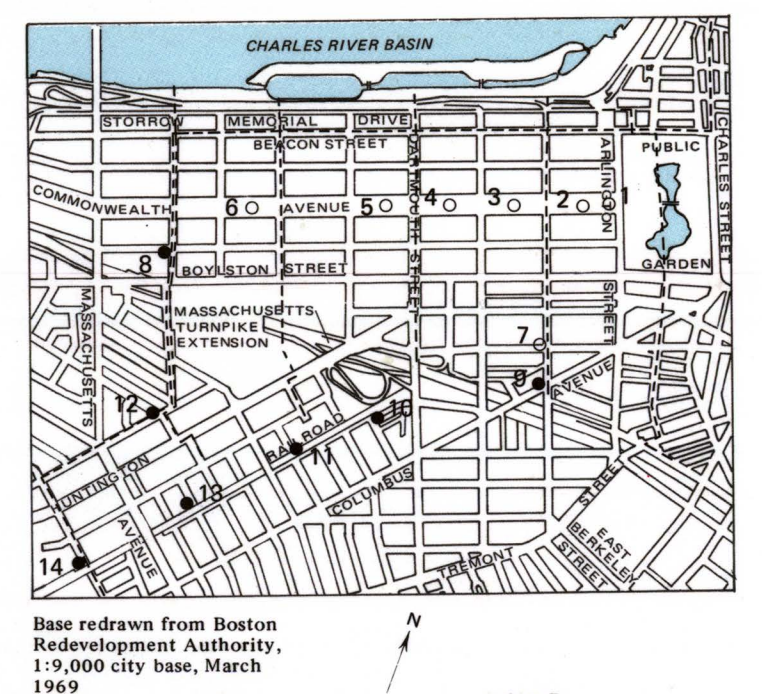 CHARLES RIVER BASIN
STORROW MEMORIAL DRIVE
BEACON STREET
PUBLIC
GARDEN
CHARLES STREET
ARLINGTON
STREET
DARTMOUTH STREET
COMMONWEALTH AVENUE
6
5
4
3
2
1
8
BOYLSTON STREET
MASSACHUSETTS
AVENUE
MASSACHUSETTS
TURNPIKE
EXTENSION
7
9
12
10
11
13
14
RAILROAD
HUNTINGTON
COLUMBUS
AVENUE
TREMONT
STREET
EAST
BERKELEY
STREET
Base redrawn from Boston
Redevelopment Authority,
1:9,000 city base, March
1969
N